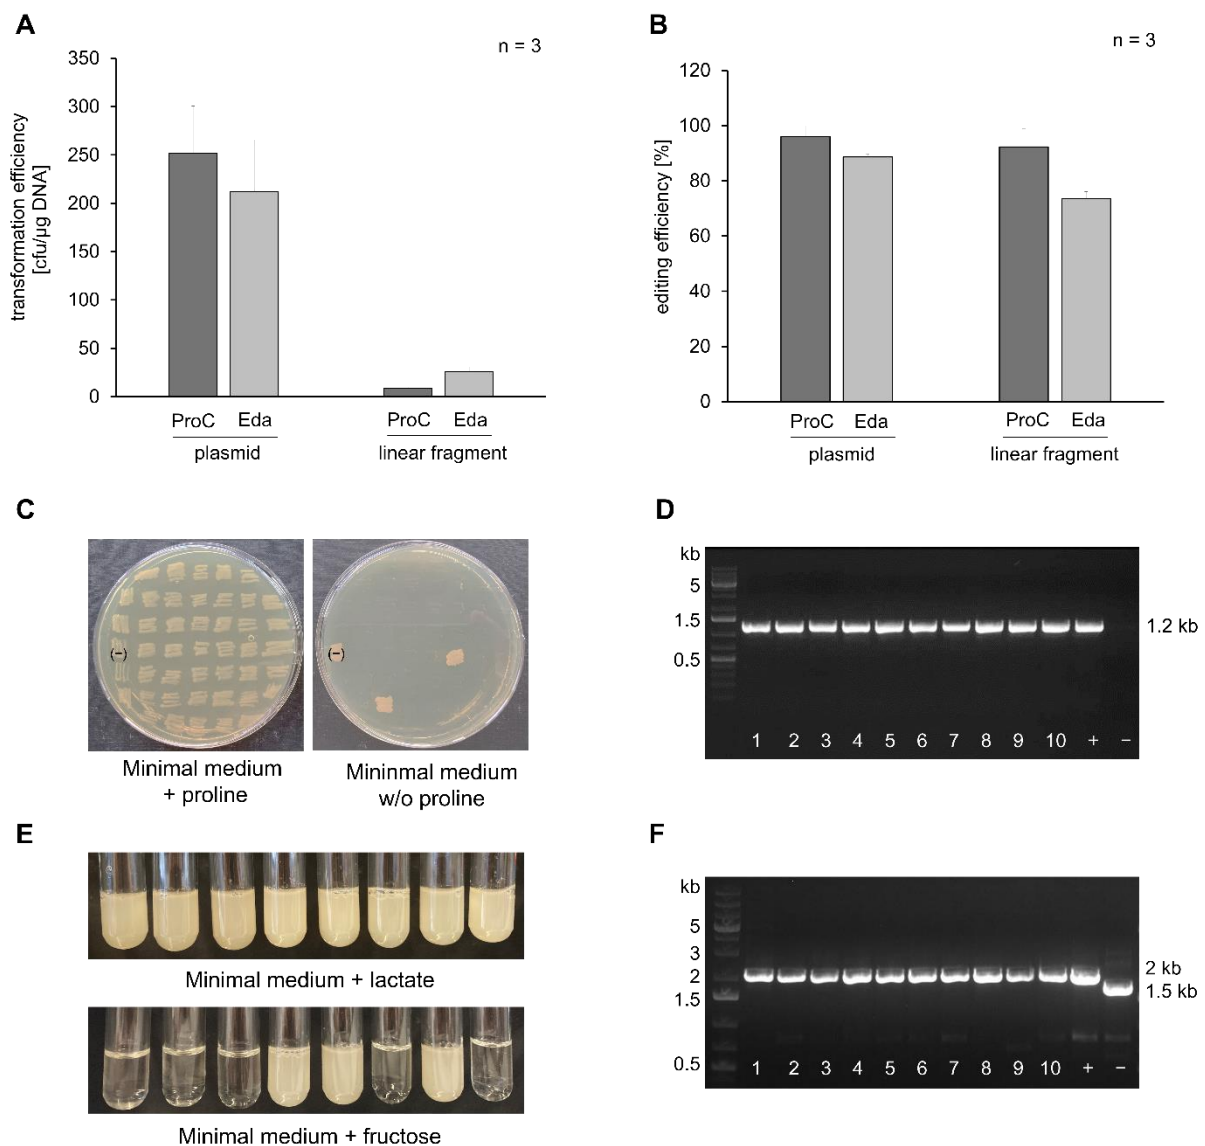 A
n = 3
transformation efficiency
[cfu/µg DNA]
350
300
250
200
150
100
50
0
ProC Eda ProC Eda
plasmid linear fragment
B
n = 3
editing efficiency [%]
120
100
80
60
40
20
0
ProC Eda ProC Eda
plasmid linear fragment
C
(−) (−)
Minimal medium
+ proline
Mininmal medium
w/o proline
D
kb
5
1.5
0.5
1.2 kb
1 2 3 4 5 6 7 8 9 10 + −
E
Minimal medium + lactate
Minimal medium + fructose
F
kb
5
3
2
1.5
0.5
2 kb
1.5 kb
1 2 3 4 5 6 7 8 9 10 + −